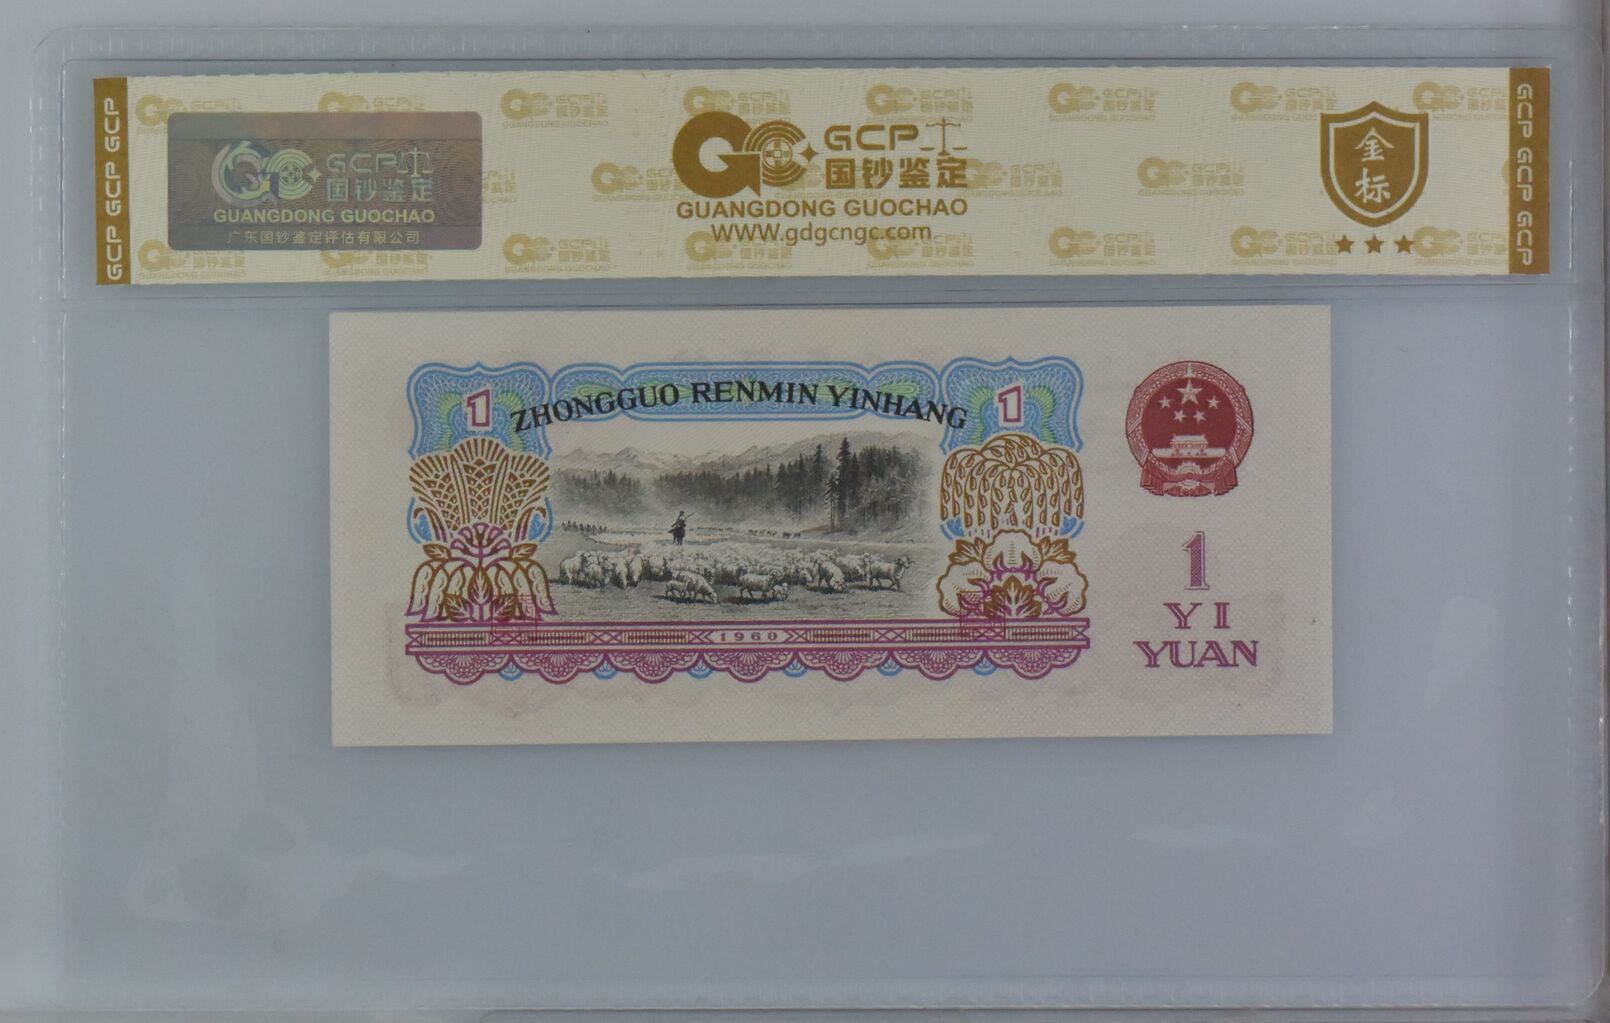 GCP GCP GCP
GCP
国钞鉴定
GUANGDONG GUOCHAO
广东国钞鉴定评估有限公司
GCP
国钞鉴定
GUANGDONG GUOCHAO
www.gdgcngc.com
金
标
GCP GCP GCP
1
ZHONGGUO RENMIN YINHANG
1
1960
1
YI
YUAN